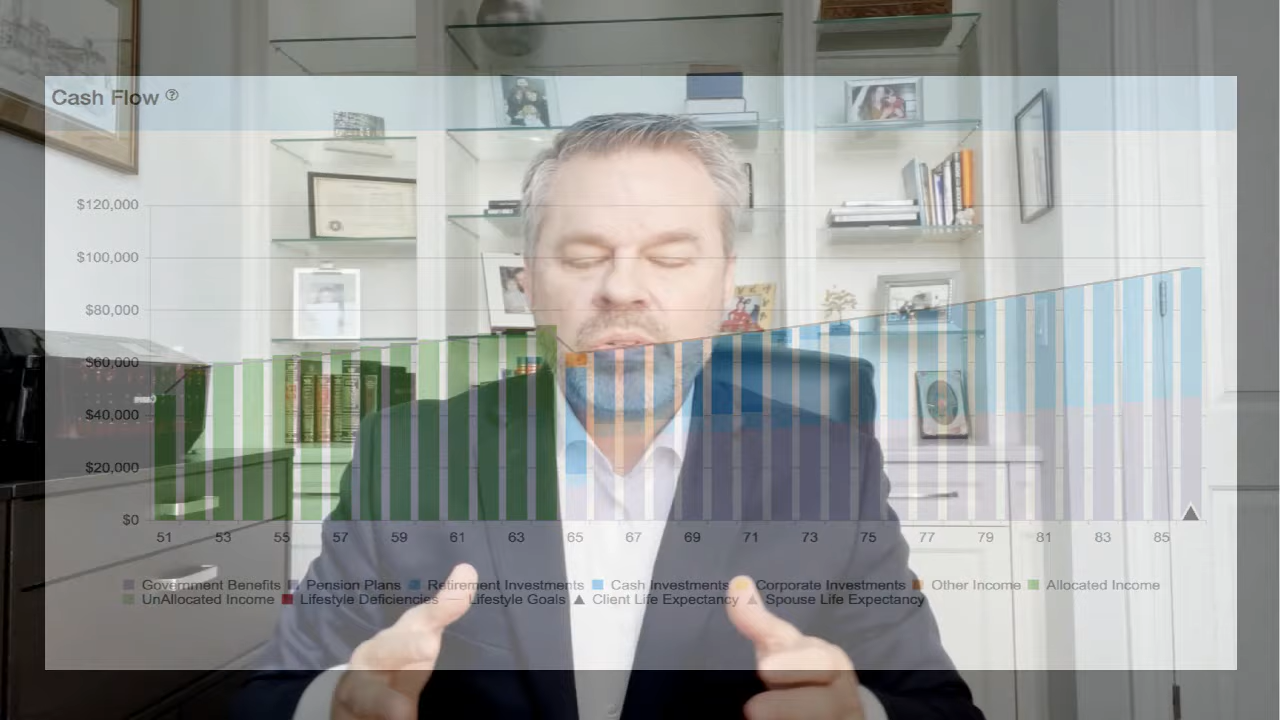 Cash Flow ?
$120,000
$100,000
$80,000
$60,000
$40,000
$20,000
$0
51 53 55 57 59 61 63 65 67 69 71 73 75 77 79 81 83 85
Government Benefits Pension Plans Retirement Investments Cash Investments Corporate Investments Other Income Allocated Income
UnAllocated Income Lifestyle Deficiencies Lifestyle Goals Client Life Expectancy Spouse Life Expectancy